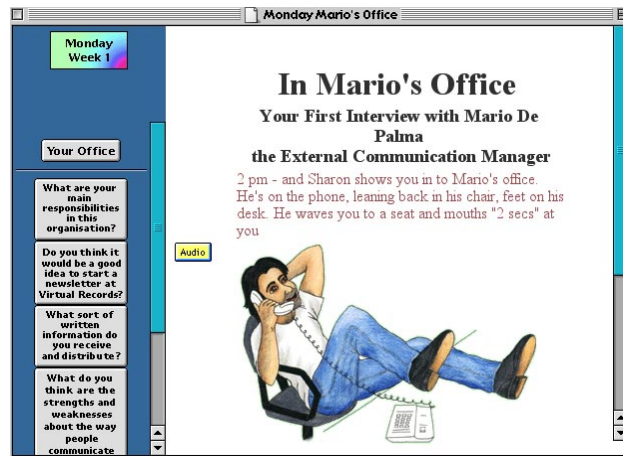 Monday Mario's Office
Monday
Week 1
Your Office
What are your
main
responsibilities
in this
organisation?
Do you think it
would be a good
idea to start a
newsletter at
Virtual Records?
What sort of
written
information do
you receive
and distribute?
What do you
think are the
strengths and
weaknesses
about the way
people
communicate
In Mario's Office
Your First Interview with Mario De
Palma
the External Communication Manager
2 pm - and Sharon shows you in to Mario's office.
He's on the phone, leaning back in his chair, feet on his
desk. He waves you to a seat and mouths "2 secs" at
you
Audio